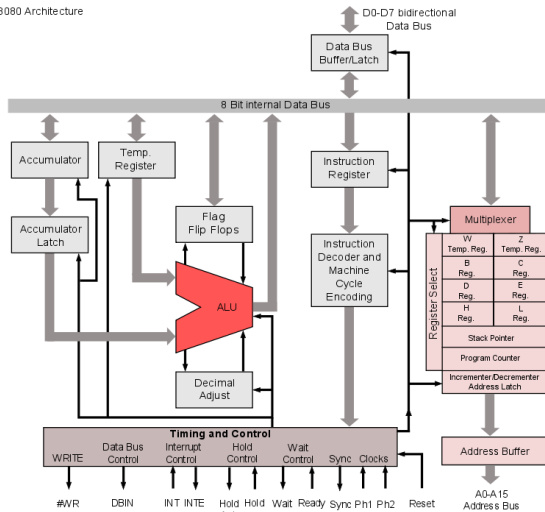 8080 Architecture
D0-D7 bidirectional
Data Bus
Data Bus
Buffer/Latch
8 Bit internal Data Bus
Accumulator
Temp.
Register
Instruction
Register
Accumulator
Latch
Flag
Flip Flops
Instruction
Decoder and
Machine
Cycle
Encoding
Multiplexer
Register Select
W
Temp. Reg.
Z
Temp. Reg.
B
Reg.
C
Reg.
D
Reg.
E
Reg.
H
Reg.
L
Reg.
Stack Pointer
Program Counter
Incrementer/Decrementer
Address Latch
ALU
Decimal
Adjust
Timing and Control
WRITE
Data Bus
Control
Interrupt
Control
Hold
Control
Wait
Control
Sync
Clocks
Address Buffer
#WR
DBIN
INT
INTE
Hold
Hold
Wait
Ready
Sync
Ph1
Ph2
Reset
A0-A15
Address Bus